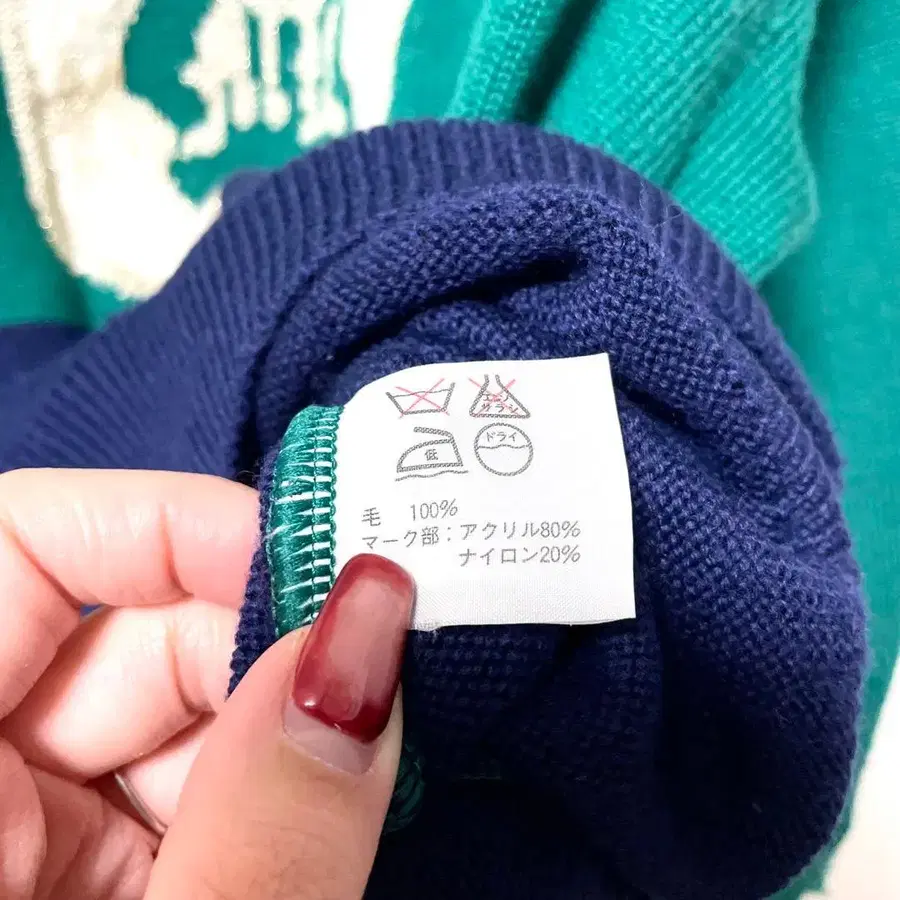 エンソ
サラシ
低
ドライ
毛 100%
マーク部：アクリル80%
ナイロン20%